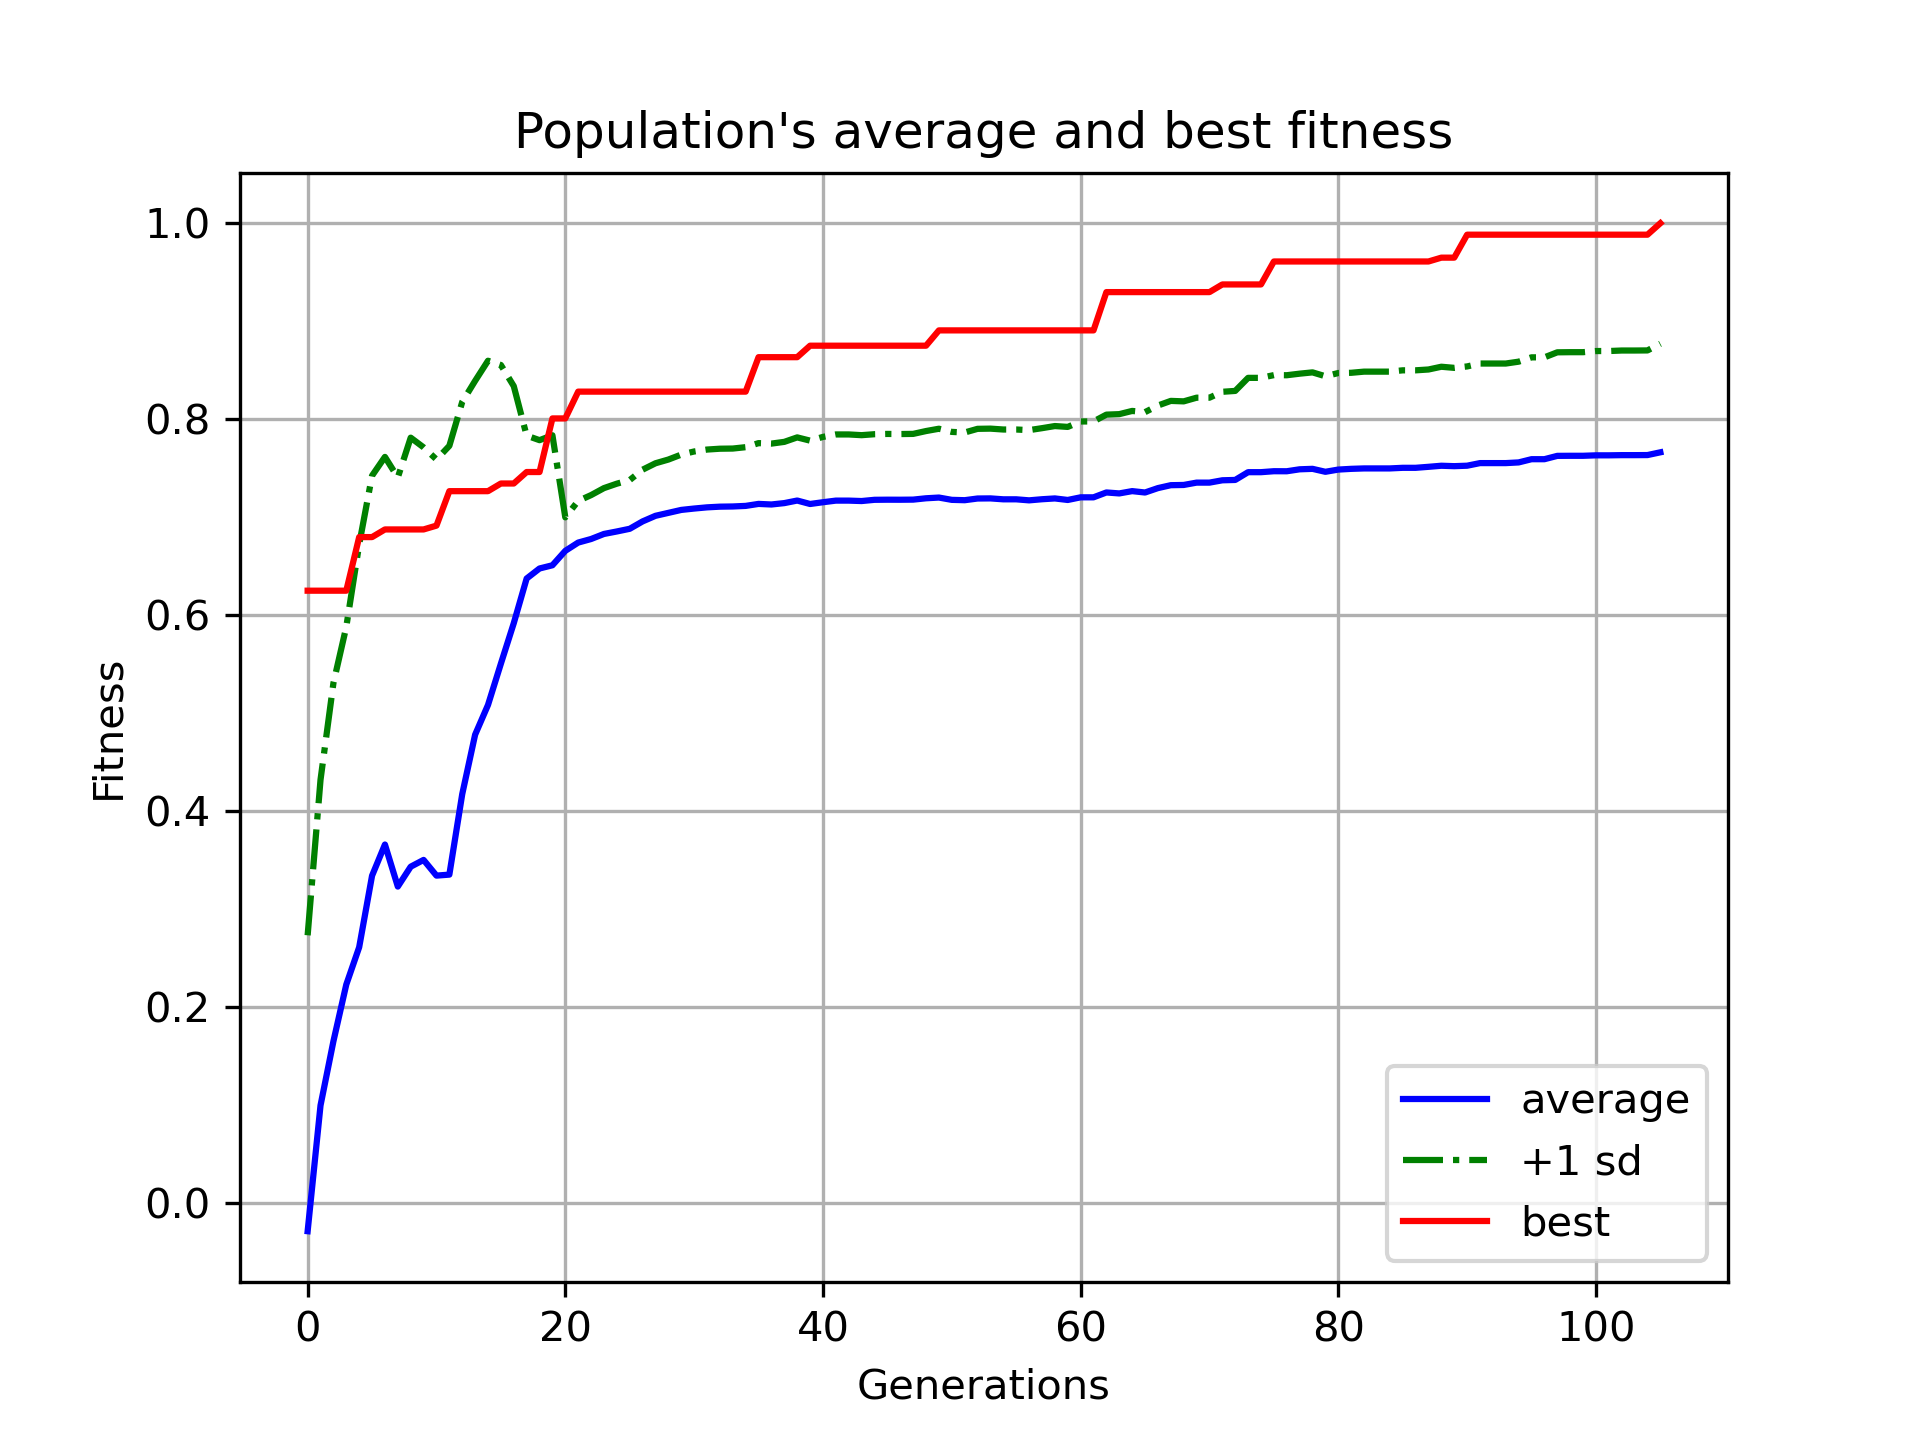 Population's average and best fitness
Fitness
1.0
0.8
0.6
0.4
0.2
0.0
0 20 40 60 80 100
Generations
average
+1 sd
best